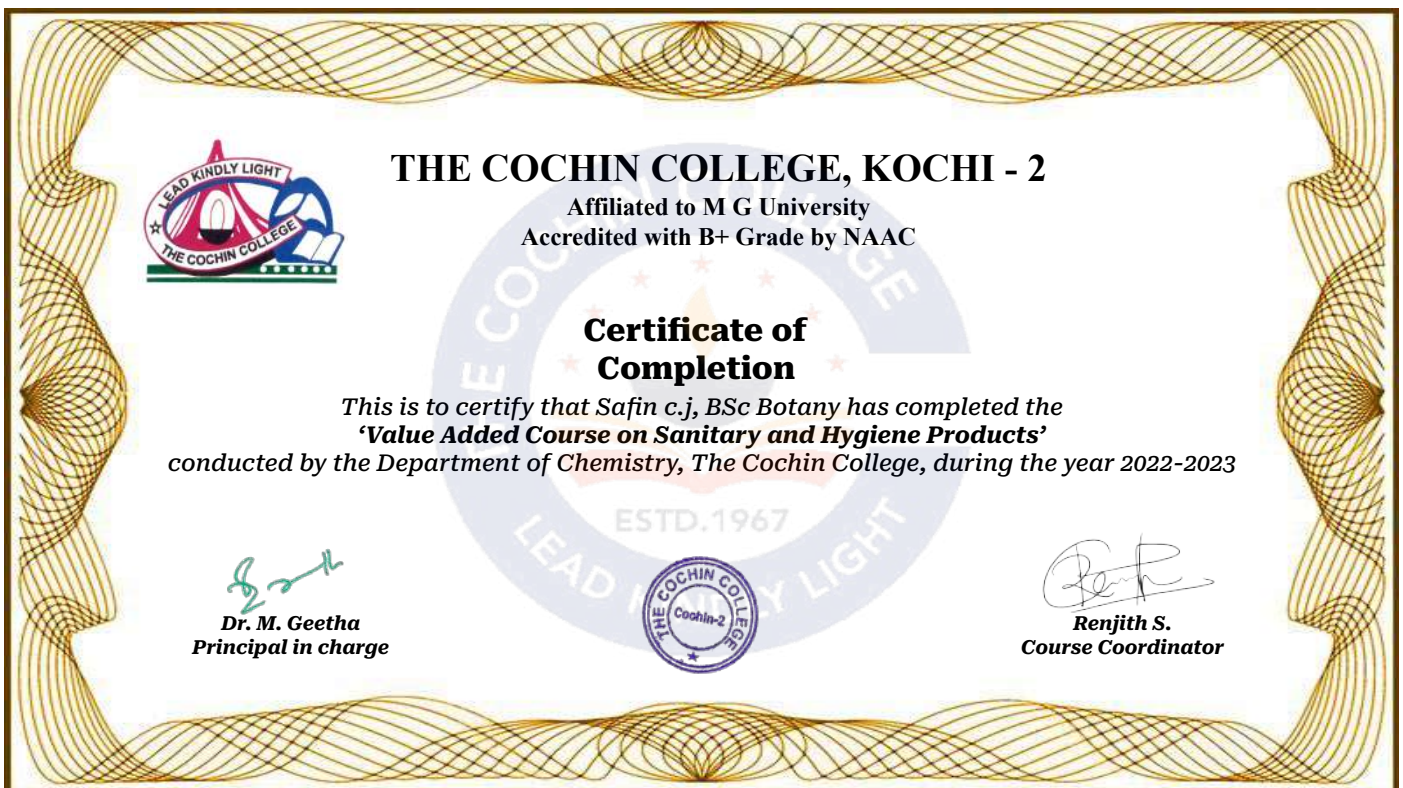 LEAD KINDLY LIGHT
THE COCHIN COLLEGE
THE COCHIN COLLEGE, KOCHI - 2
Affiliated to M G University
Accredited with B+ Grade by NAAC
Certificate of
Completion
This is to certify that Safin c.j, BSc Botany has completed the
‘Value Added Course on Sanitary and Hygiene Products’
conducted by the Department of Chemistry, The Cochin College, during the year 2022-2023
THE COCHIN COLLEGE
ESTD.1967
LEAD KINDLY LIGHT
THE COCHIN COLLEGE
Cochin-2
Dr. M. Geetha
Principal in charge
Renjith S.
Course Coordinator